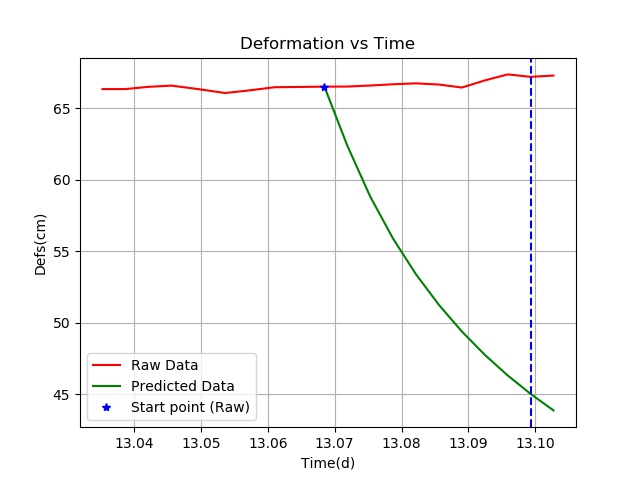 Deformation vs Time
Defs(cm)
65
60
55
50
45
Raw Data
Predicted Data
Start point (Raw)
13.04 13.05 13.06 13.07 13.08 13.09 13.10
Time(d)